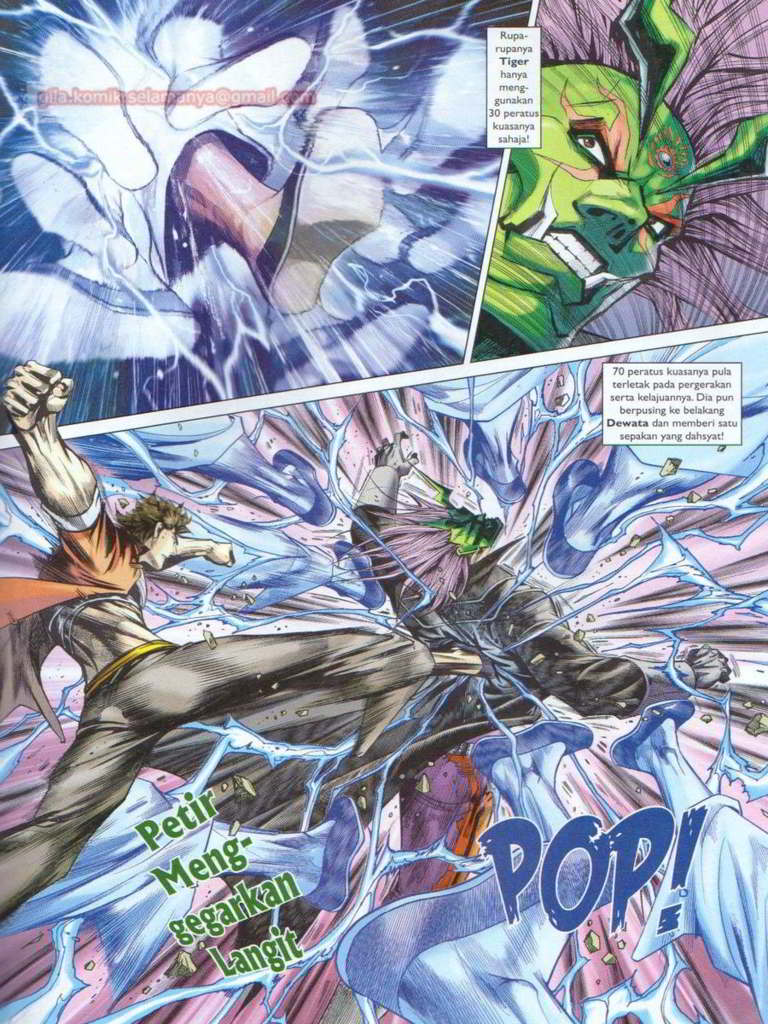 gila.komik.selamanya@gmail.com
Rupa-
rupanya
Tiger
hanya
meng-
gunakan
30 peratus
kuasanya
sahaja!
70 peratus kuasanya pula
terletak pada pergerakan
serta kelajuannya. Dia pun
berpusing ke belakang
Dewata dan memberi satu
sepakan yang dahsyat!
Petir
Meng-
gegarkan
Langit
POP!